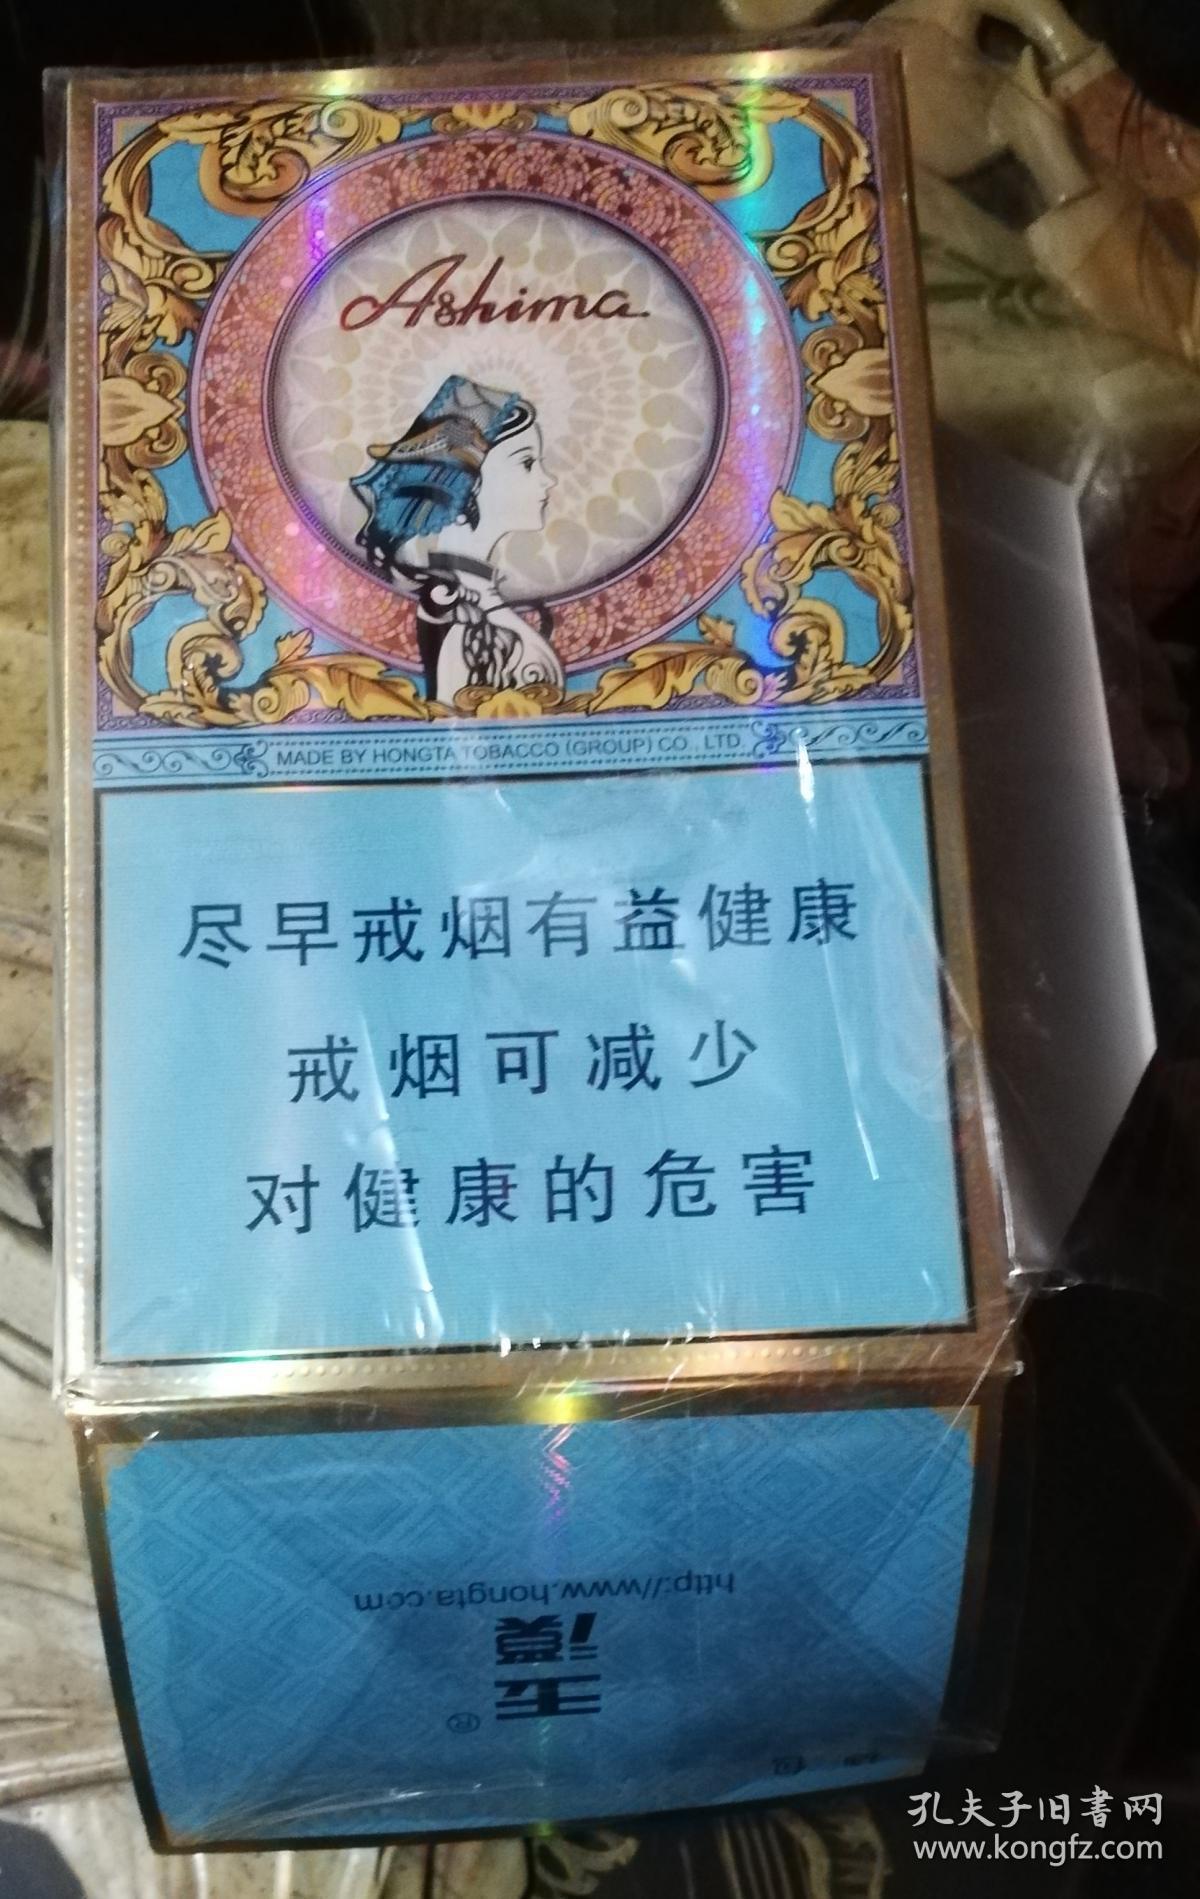 Ashima
MADE BY HONGTA TOBACCO (GROUP) CO., LTD.
尽早戒烟有益健康
戒烟可减少
对健康的危害
http://www.hongta.com
玉溪
®
孔夫子旧書网
www.kongfz.com